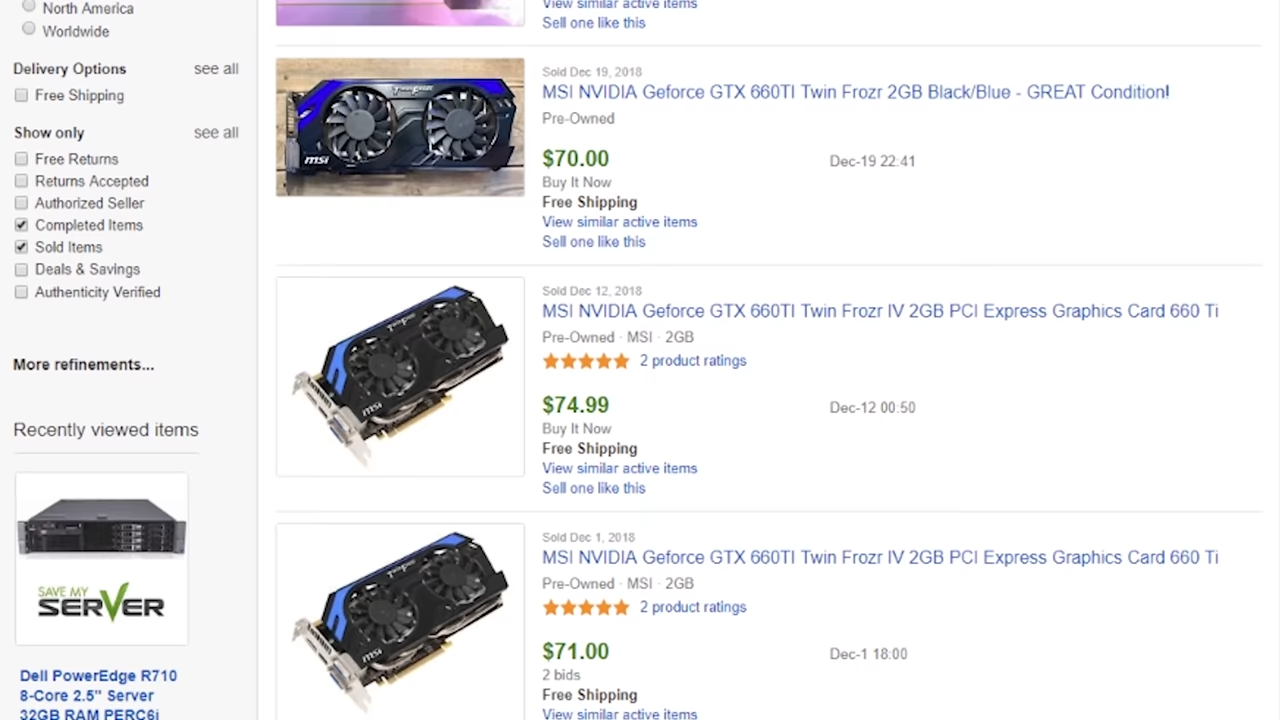 North America
Worldwide
Delivery Options see all
Free Shipping
Show only see all
Free Returns
Returns Accepted
Authorized Seller
Completed Items
Sold Items
Deals & Savings
Authenticity Verified
More refinements...
Recently viewed items
SAVE MY
SERVER
Dell PowerEdge R710
8-Core 2.5" Server
32GB RAM PERC6i
View similar active items
Sell one like this
Sold Dec 19, 2018
MSI NVIDIA Geforce GTX 660TI Twin Frozr 2GB Black/Blue - GREAT Condition!
Pre-Owned
$70.00 Dec-19 22:41
Buy It Now
Free Shipping
View similar active items
Sell one like this
msi
Sold Dec 12, 2018
MSI NVIDIA Geforce GTX 660TI Twin Frozr IV 2GB PCI Express Graphics Card 660 Ti
Pre-Owned · MSI · 2GB
2 product ratings
$74.99 Dec-12 00:50
Buy It Now
Free Shipping
View similar active items
Sell one like this
msi
Sold Dec 1, 2018
MSI NVIDIA Geforce GTX 660TI Twin Frozr IV 2GB PCI Express Graphics Card 660 Ti
Pre-Owned · MSI · 2GB
2 product ratings
$71.00 Dec-1 18:00
2 bids
Free Shipping
View similar active items
msi